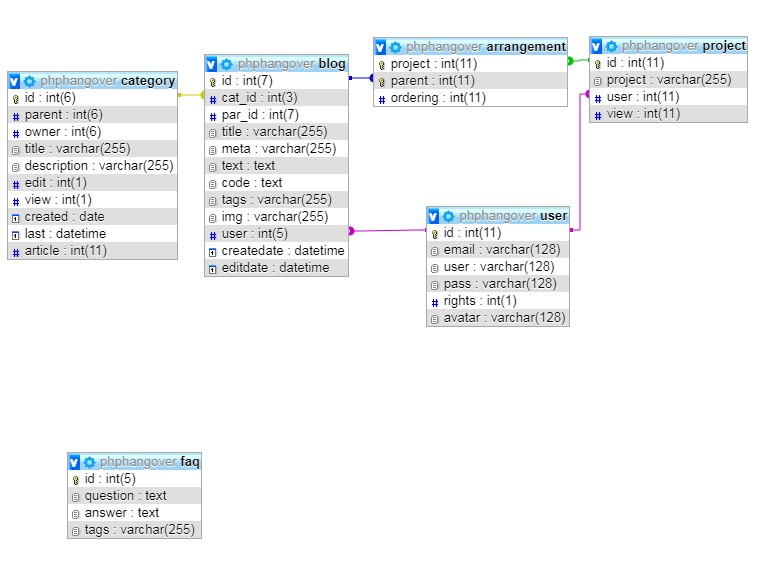 phphangover category
id : int(6)
parent : int(6)
owner : int(6)
title : varchar(255)
description : varchar(255)
edit : int(1)
view : int(1)
created : date
last : datetime
article : int(11)
phphangover blog
id : int(7)
cat_id : int(3)
par_id : int(7)
title : varchar(255)
meta : varchar(255)
text : text
code : text
tags : varchar(255)
img : varchar(255)
user : int(5)
createdate : datetime
editdate : datetime
phphangover arrangement
project : int(11)
parent : int(11)
ordering : int(11)
phphangover project
id : int(11)
project : varchar(255)
user : int(11)
view : int(11)
phphangover user
id : int(11)
email : varchar(128)
user : varchar(128)
pass : varchar(128)
rights : int(1)
avatar : varchar(128)
phphangover faq
id : int(5)
question : text
answer : text
tags : varchar(255)